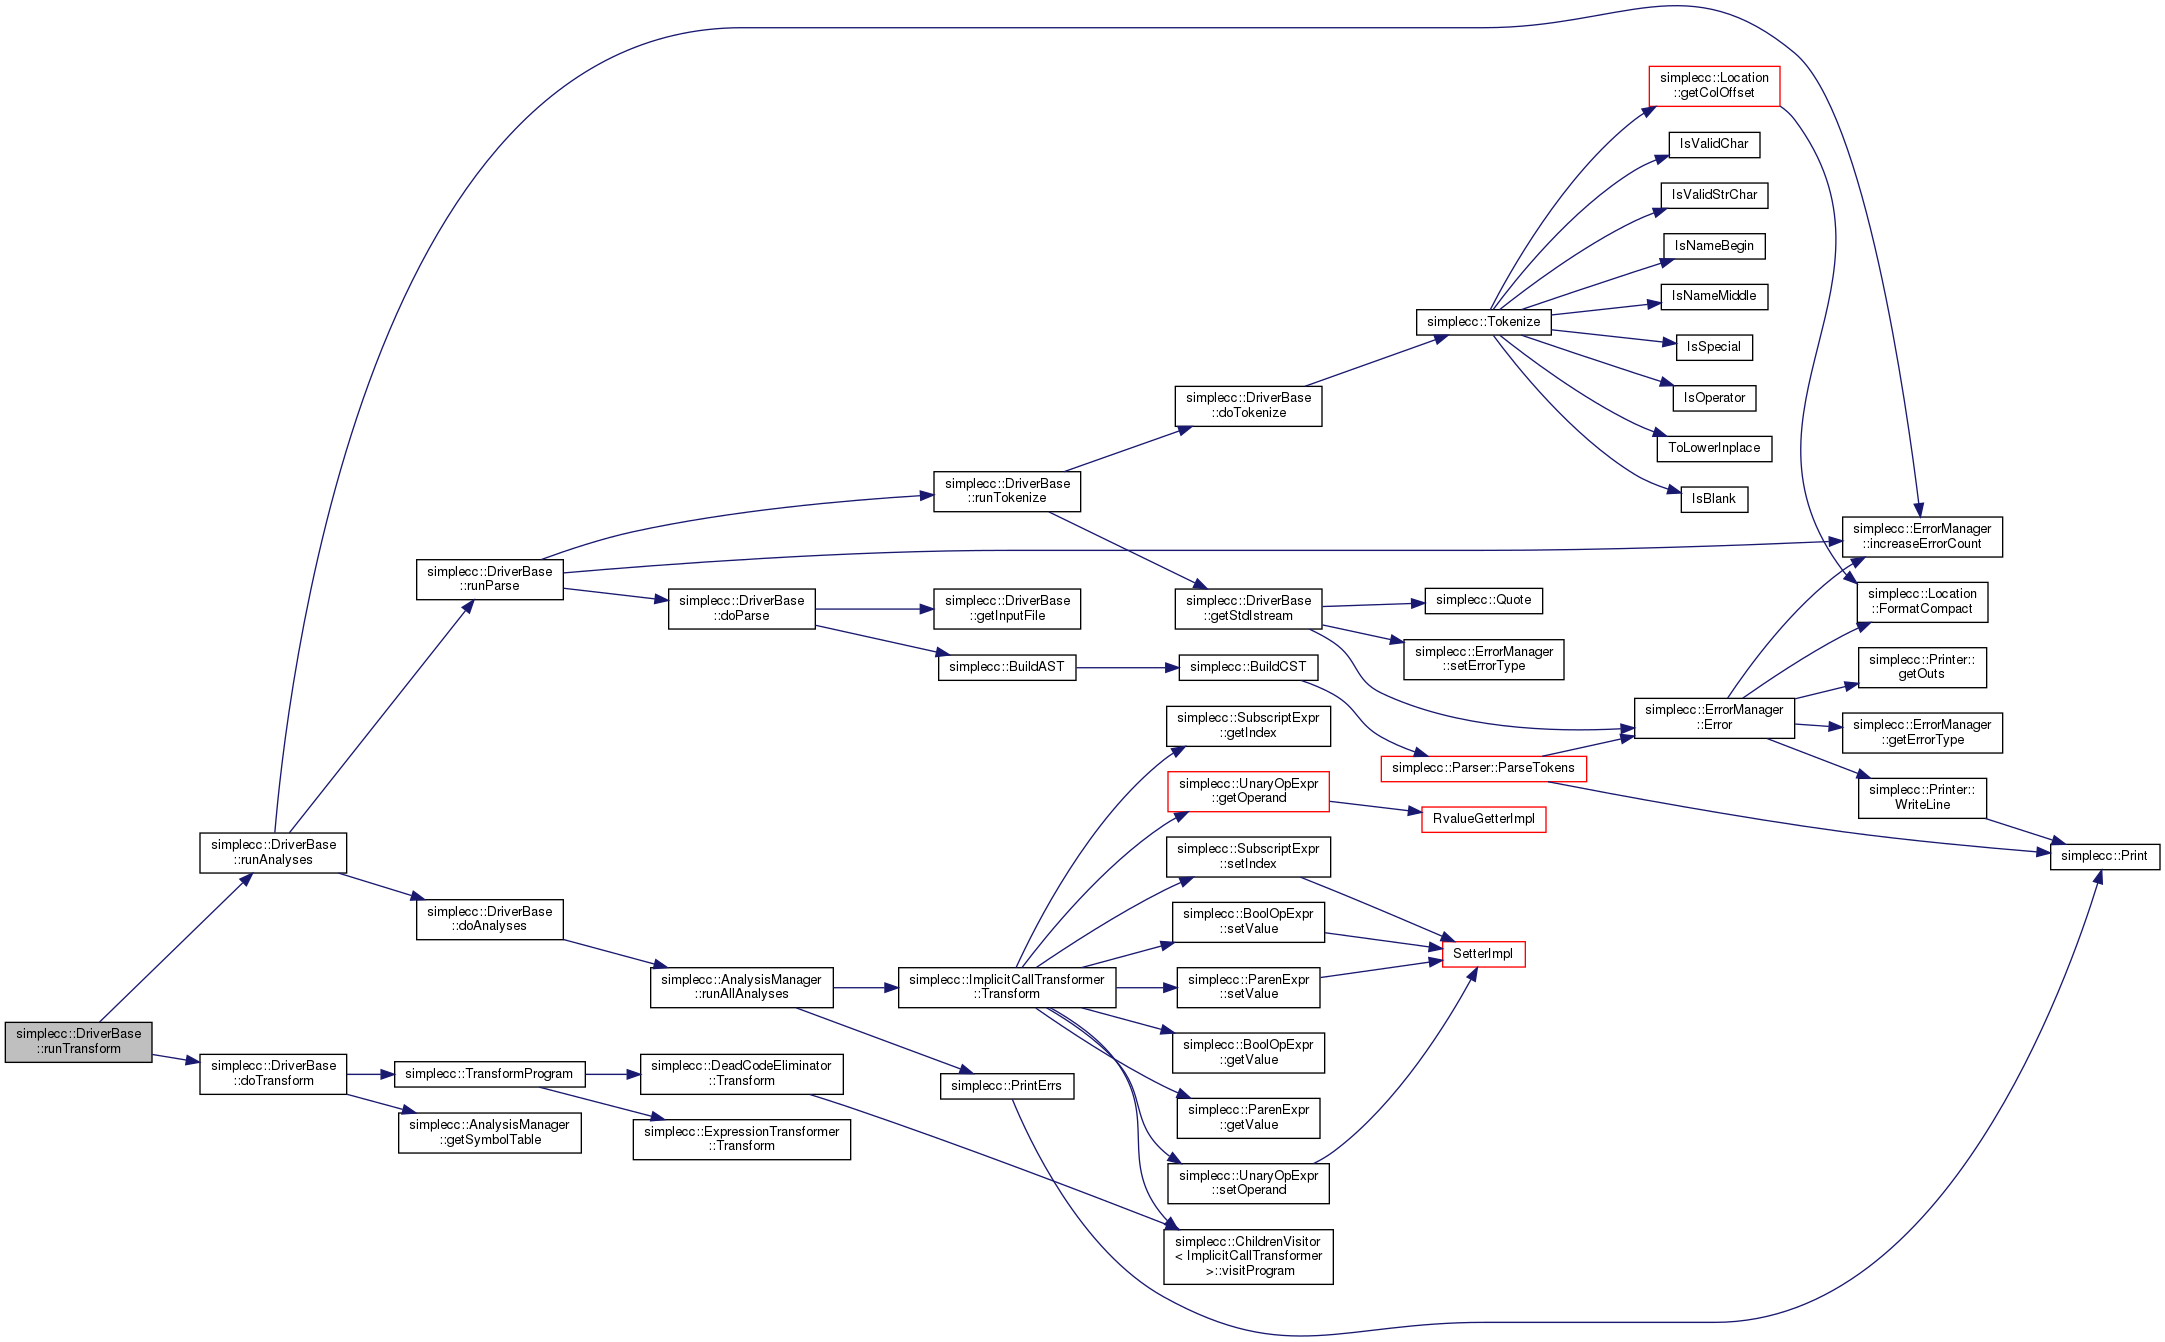 simplecc::DriverBase
::runTransform
simplecc::DriverBase
::runAnalyses
simplecc::DriverBase
::doTransform
simplecc::DriverBase
::runParse
simplecc::DriverBase
::doAnalyses
simplecc::TransformProgram
simplecc::AnalysisManager
::getSymbolTable
simplecc::DriverBase
::doParse
simplecc::AnalysisManager
::runAllAnalyses
simplecc::DeadCodeEliminator
::Transform
simplecc::ExpressionTransformer
::Transform
simplecc::DriverBase
::runTokenize
simplecc::DriverBase
::getInputFile
simplecc::BuildAST
simplecc::ImplicitCallTransformer
::Transform
simplecc::PrintErrs
simplecc::DriverBase
::doTokenize
simplecc::DriverBase
::getStdIstream
simplecc::BuildCST
simplecc::SubscriptExpr
::getIndex
simplecc::UnaryOpExpr
::getOperand
simplecc::SubscriptExpr
::setIndex
simplecc::BoolOpExpr
::setValue
simplecc::ParenExpr
::setValue
simplecc::BoolOpExpr
::getValue
simplecc::ParenExpr
::getValue
simplecc::UnaryOpExpr
::setOperand
simplecc::ChildrenVisitor
< ImplicitCallTransformer
>::visitProgram
simplecc::Tokenize
simplecc::Quote
simplecc::ErrorManager
::setErrorType
simplecc::Parser::ParseTokens
RvalueGetterImpl
SetterImpl
simplecc::Location
::getColOffset
IsValidChar
IsValidStrChar
IsNameBegin
IsNameMiddle
IsSpecial
IsOperator
ToLowerInplace
IsBlank
simplecc::ErrorManager
::Error
simplecc::ErrorManager
::increaseErrorCount
simplecc::Location
::FormatCompact
simplecc::Printer::
getOuts
simplecc::ErrorManager
::getErrorType
simplecc::Printer::
WriteLine
simplecc::Print